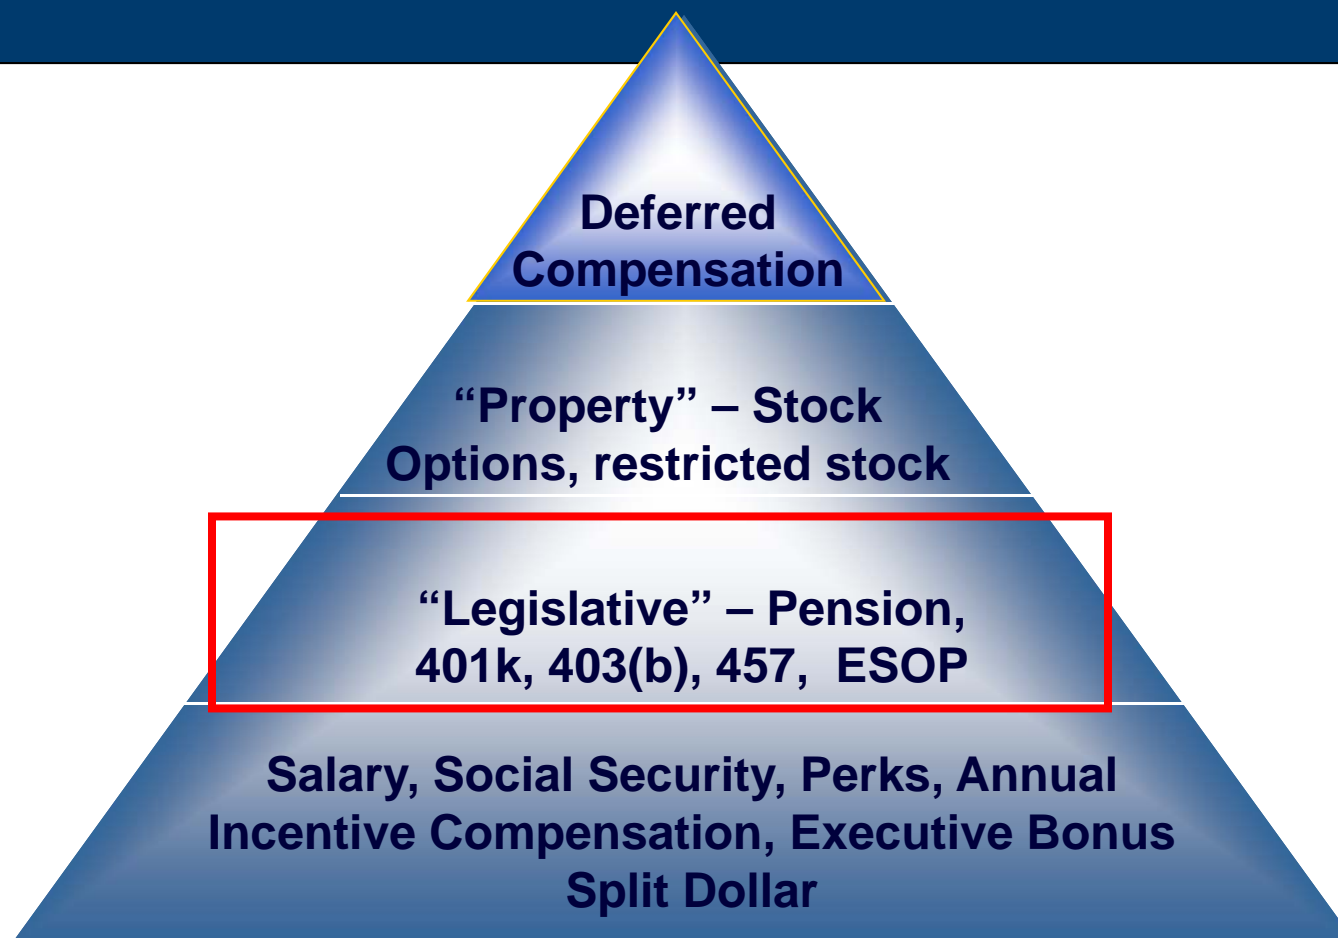 Deferred
Compensation
“Property” – Stock
Options, restricted stock
“Legislative” – Pension,
401k, 403(b), 457,  ESOP
Salary, Social Security, Perks, Annual
Incentive Compensation, Executive Bonus
Split Dollar